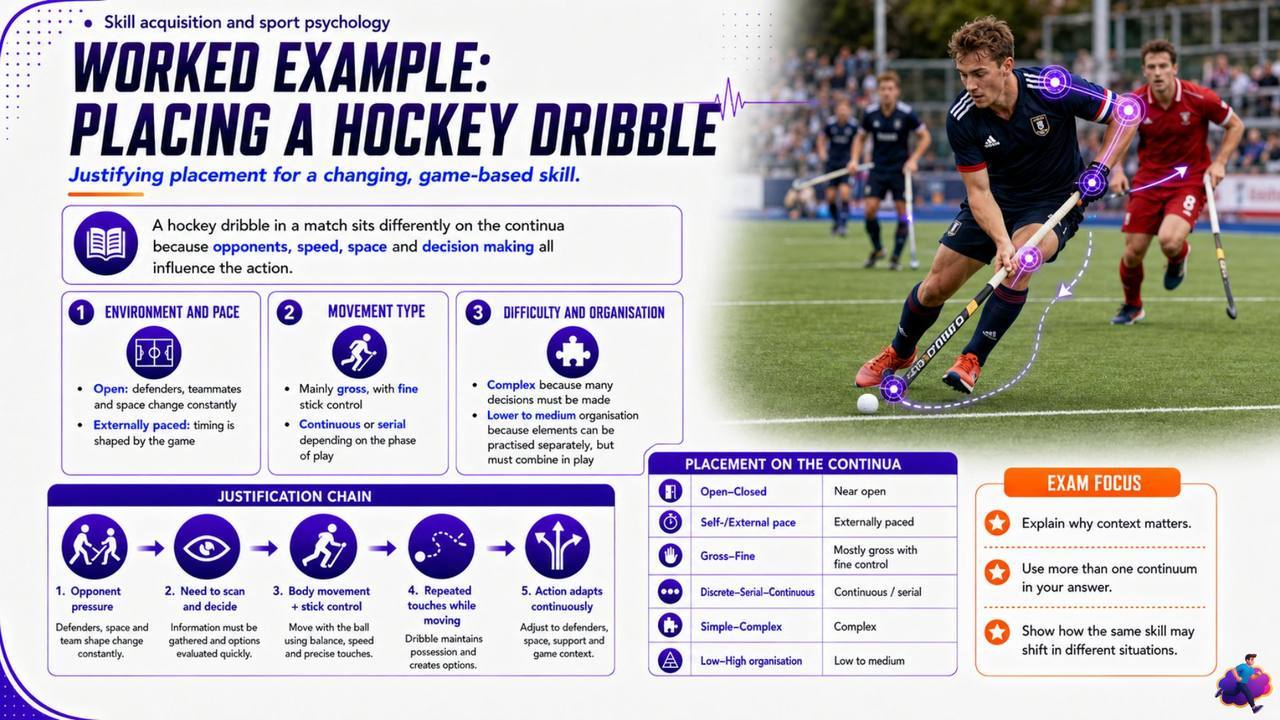 Skill acquisition and sport psychology
WORKED EXAMPLE:
PLACING A HOCKEY DRIBBLE
Justifying placement for a changing, game-based skill.
A hockey dribble in a match sits differently on the continua
because opponents, speed, space and decision making all
influence the action.
1 ENVIRONMENT AND PACE
• Open: defenders, teammates
and space change constantly
• Externally paced: timing is
shaped by the game
2 MOVEMENT TYPE
• Mainly gross, with fine
stick control
• Continuous or serial
depending on the phase
of play
3 DIFFICULTY AND ORGANISATION
• Complex because many
decisions must be made
• Lower to medium organisation
because elements can be
practised separately, but
must combine in play
JUSTIFICATION CHAIN
1. Opponent
pressure
Defenders, space and
team shape change
constantly.
2. Need to scan
and decide
Information must be
gathered and options
evaluated quickly.
3. Body movement
+ stick control
Move with the ball
using balance, speed
and precise touches.
4. Repeated
touches while
moving
Dribble maintains
possession and
creates options.
5. Action adapts
continuously
Adjust to defenders,
space, support and
game context.
PLACEMENT ON THE CONTINUA
Open–Closed Near open
Self-/External pace Externally paced
Gross–Fine Mostly gross with
fine control
Discrete–Serial–Continuous Continuous / serial
Simple–Complex Complex
Low–High organisation Low to medium
EXAM FOCUS
Explain why context matters.
Use more than one continuum
in your answer.
Show how the same skill may
shift in different situations.
8